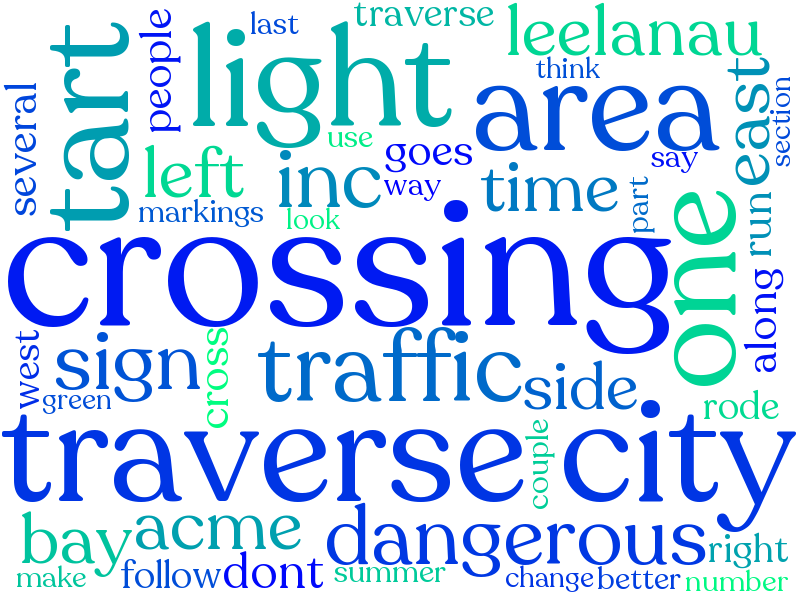 traverse
last
people
leelanau
tart
light
think
area
east
section
several
use
goes
say
left
inc
way
time
part
markings
look
one
run
crossing
along
west
sign
cross
traffic
side
green
rode
traverse city
couple
bay
acme
dangerous
right
make
follow
dont
summer
change
better
number